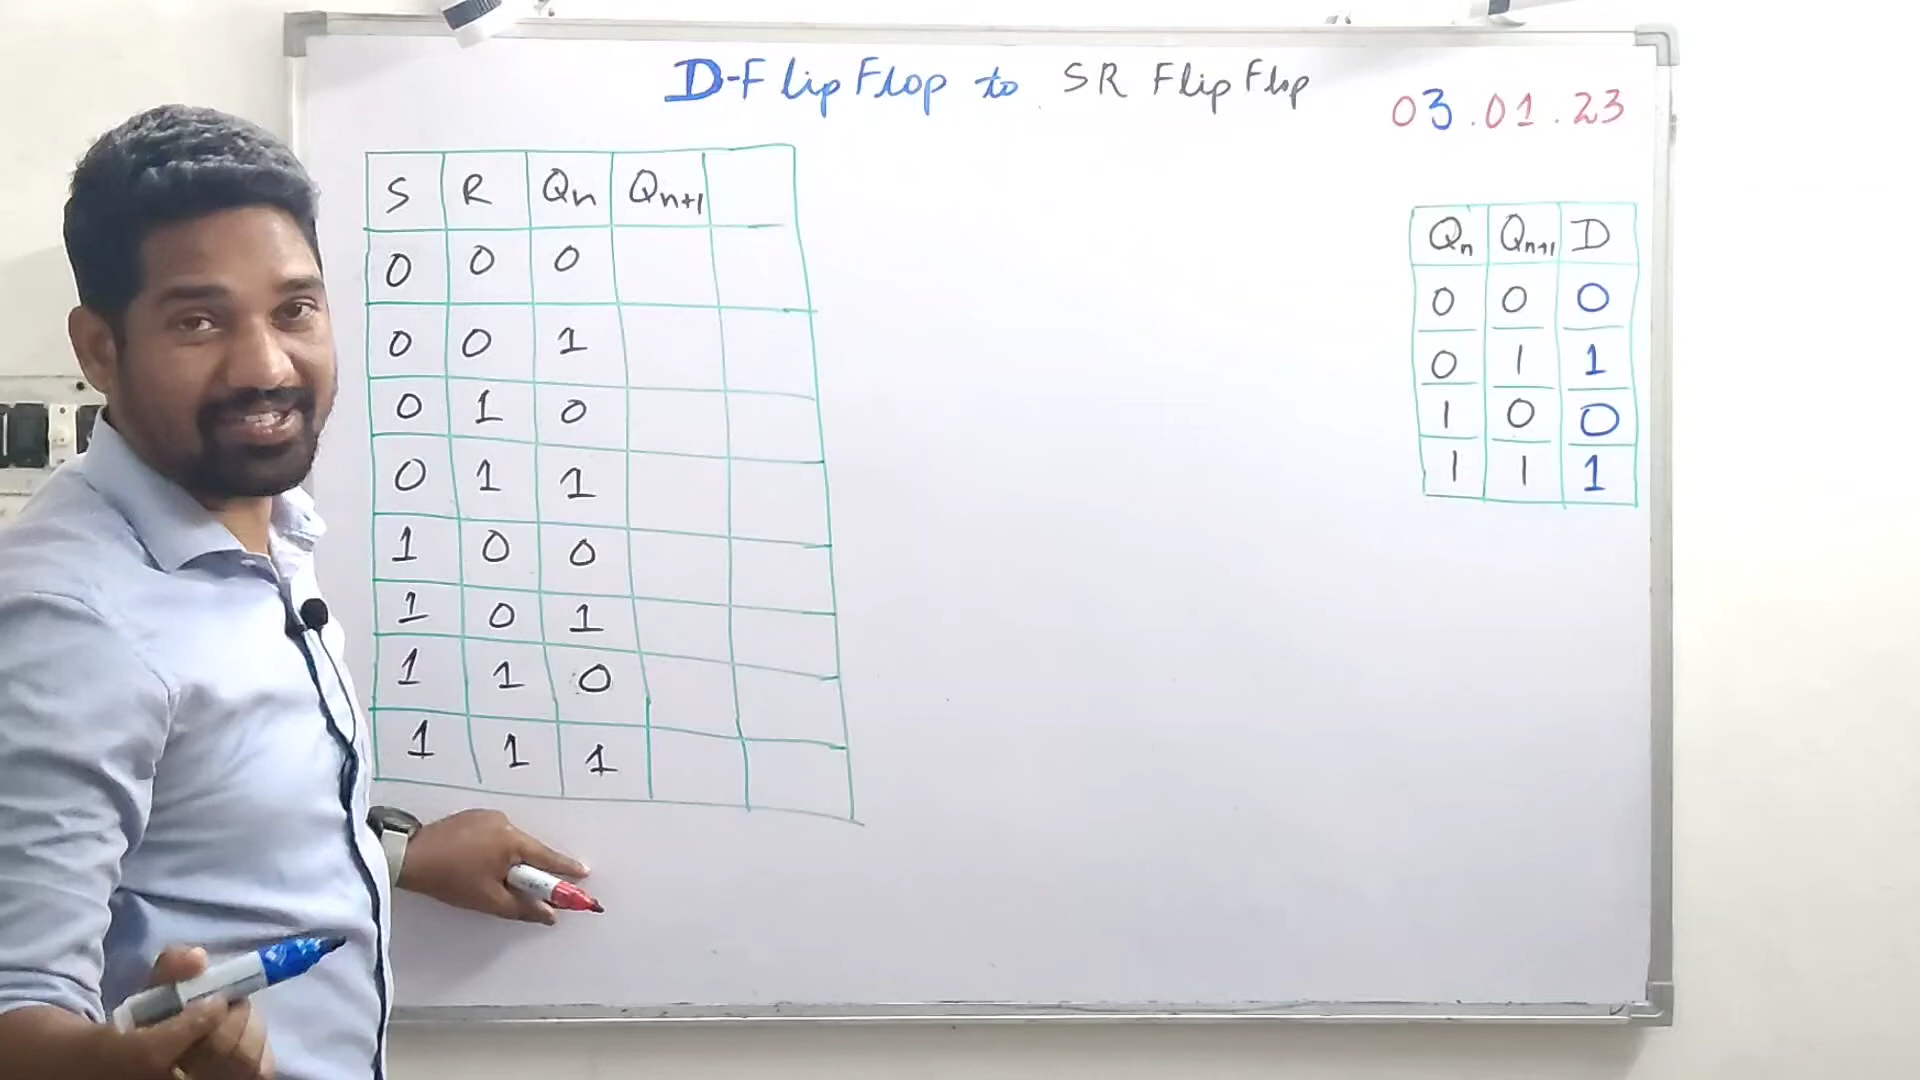 D-Flip Flop to SR Flip Flop
03.01.23
S R Qn Qn+1
0 0 0
0 0 1
0 1 0
0 1 1
1 0 0
1 0 1
1 1 0
1 1 1
Qn Qn+1 D
0 0 0
0 1 1
1 0 0
1 1 1